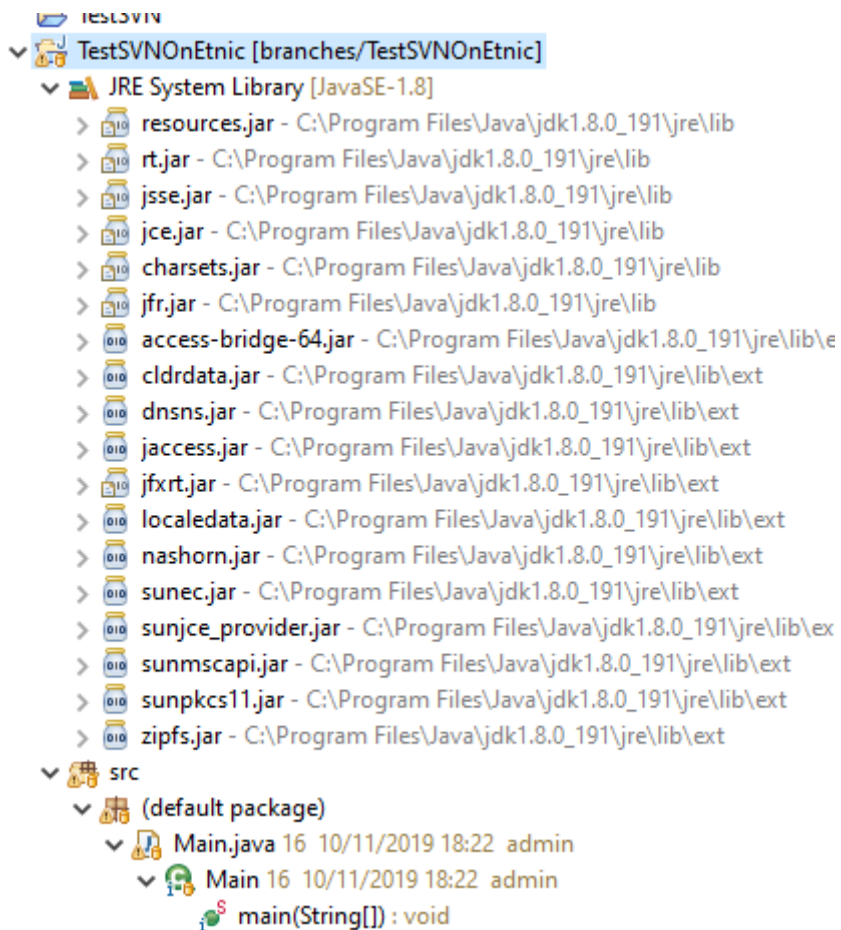 TestSVN
TestSVNOnEtnic [branches/TestSVNOnEtnic]
JRE System Library [JavaSE-1.8]
resources.jar - C:\Program Files\Java\jdk1.8.0_191\jre\lib
rt.jar - C:\Program Files\Java\jdk1.8.0_191\jre\lib
jsse.jar - C:\Program Files\Java\jdk1.8.0_191\jre\lib
jce.jar - C:\Program Files\Java\jdk1.8.0_191\jre\lib
charsets.jar - C:\Program Files\Java\jdk1.8.0_191\jre\lib
jfr.jar - C:\Program Files\Java\jdk1.8.0_191\jre\lib
access-bridge-64.jar - C:\Program Files\Java\jdk1.8.0_191\jre\lib\e
cldrdata.jar - C:\Program Files\Java\jdk1.8.0_191\jre\lib\ext
dnsns.jar - C:\Program Files\Java\jdk1.8.0_191\jre\lib\ext
jaccess.jar - C:\Program Files\Java\jdk1.8.0_191\jre\lib\ext
jfxrt.jar - C:\Program Files\Java\jdk1.8.0_191\jre\lib\ext
localedata.jar - C:\Program Files\Java\jdk1.8.0_191\jre\lib\ext
nashorn.jar - C:\Program Files\Java\jdk1.8.0_191\jre\lib\ext
sunec.jar - C:\Program Files\Java\jdk1.8.0_191\jre\lib\ext
sunjce_provider.jar - C:\Program Files\Java\jdk1.8.0_191\jre\lib\ex
sunmscapi.jar - C:\Program Files\Java\jdk1.8.0_191\jre\lib\ext
sunpkcs11.jar - C:\Program Files\Java\jdk1.8.0_191\jre\lib\ext
zipfs.jar - C:\Program Files\Java\jdk1.8.0_191\jre\lib\ext
src
(default package)
Main.java 16 10/11/2019 18:22 admin
Main 16 10/11/2019 18:22 admin
main(String[]) : void